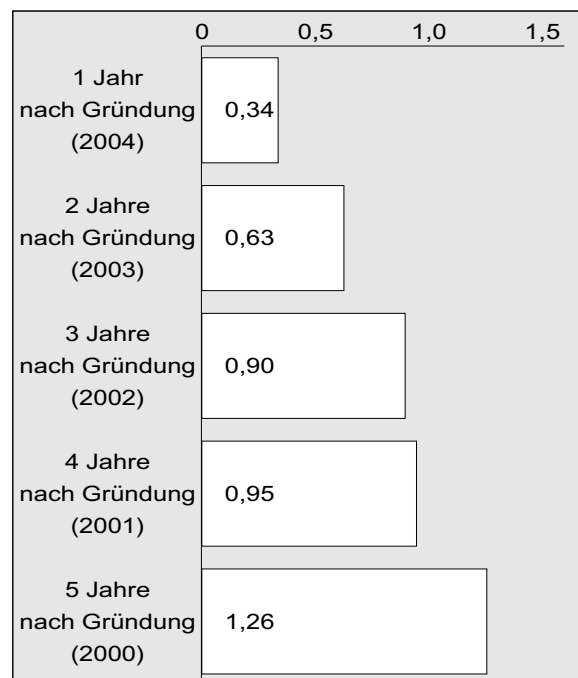 0 0,5 1,0 1,5
1 Jahr
nach Gründung
(2004)
0,34
2 Jahre
nach Gründung
(2003)
0,63
3 Jahre
nach Gründung
(2002)
0,90
4 Jahre
nach Gründung
(2001)
0,95
5 Jahre
nach Gründung
(2000)
1,26